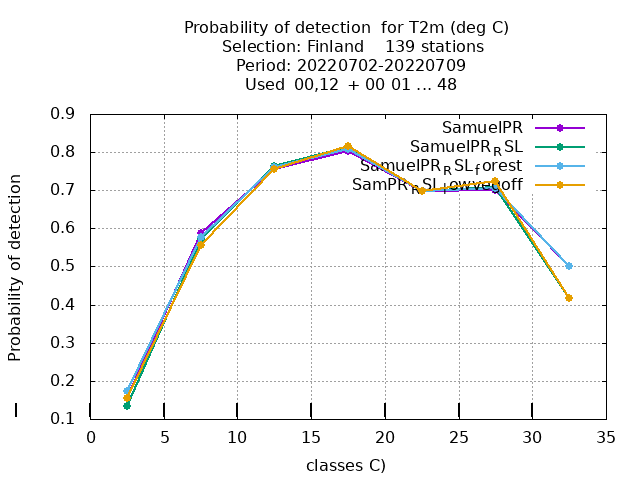 Probability of detection for T2m (deg C)
Selection: Finland 139 stations
Period: 20220702-20220709
Used 00,12 + 00 01 ... 48
Probability of detection
0.9
0.8
0.7
0.6
0.5
0.4
0.3
0.2
0.1
SamuelPR
SamuelPR_RSL
SamuelPR_RSL_forest
SamPR_RSL_lowvegoff
0 5 10 15 20 25 30 35
classes C)